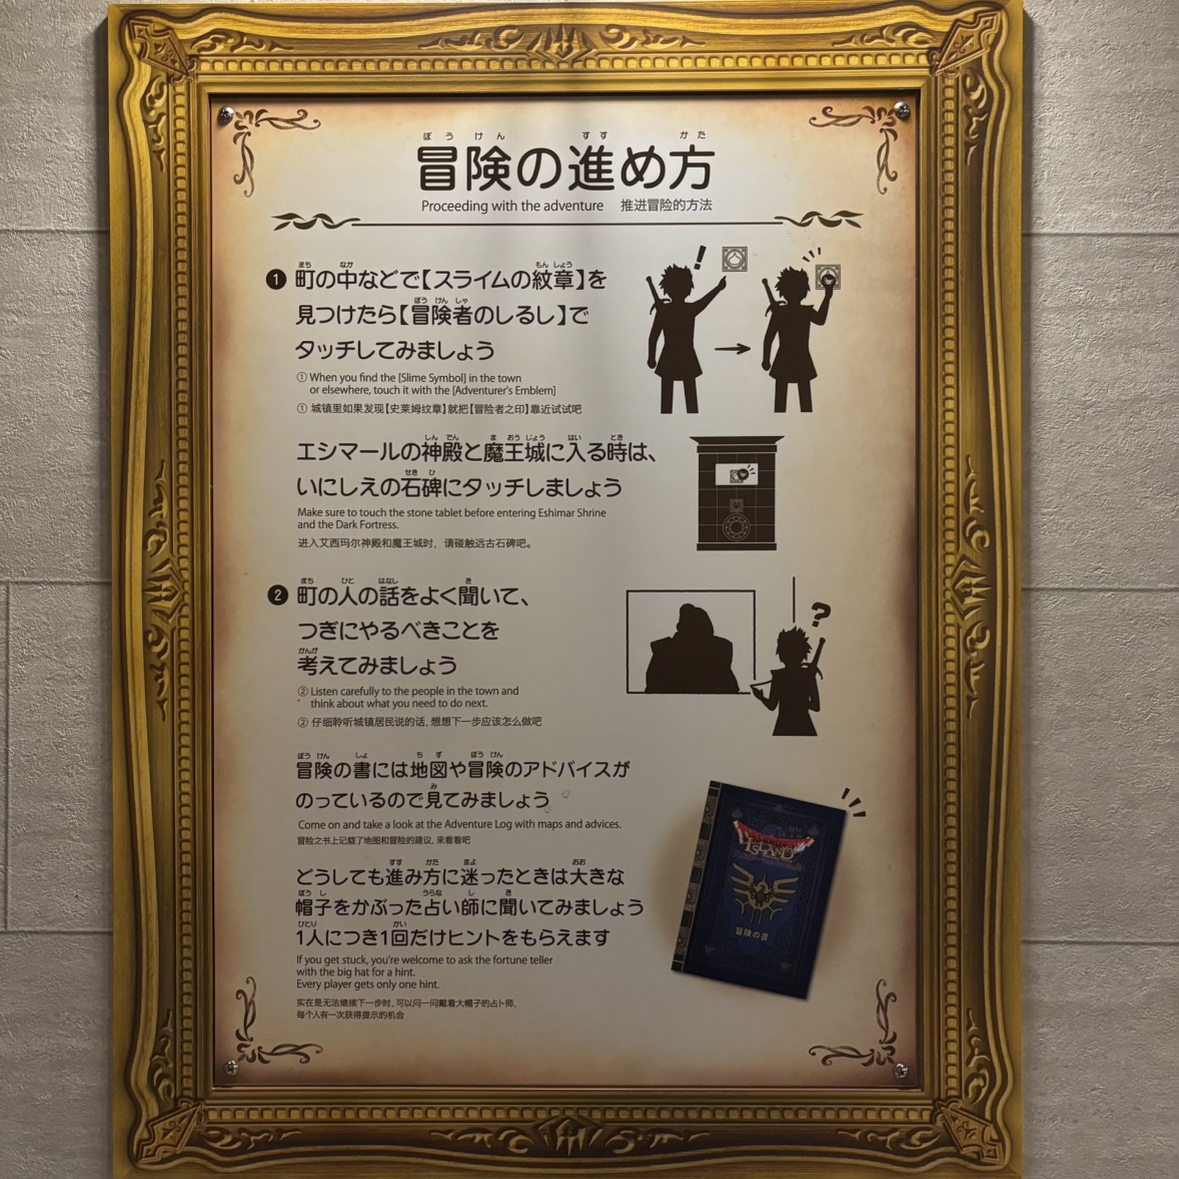 冒険の進め方
Proceeding with the adventure 推进冒险的方法
❶ 町の中などで【スライムの紋章】を
見つけたら【冒険者のしるし】で
タッチしてみましょう
① When you find the [Slime Symbol] in the town
or elsewhere, touch it with the [Adventurer's Emblem]
① 城镇里如果发现【史莱姆纹章】就把【冒险者之印】靠近试试吧
エシマールの神殿と魔王城に入る時は、
いにしえの石碑にタッチしましょう
Make sure to touch the stone tablet before entering Eshimar Shrine
and the Dark Fortress.
进入艾西玛尔神殿和魔王城时，请碰触远古石碑吧。
❷ 町の人の話をよく聞いて、
つぎにやるべきことを
考えてみましょう
② Listen carefully to the people in the town and
think about what you need to do next.
② 仔细聆听城镇居民说的话，想想下一步应该怎么做吧
冒険の書には地図や冒険のアドバイスが
のっているので見てみましょう
Come on and take a look at the Adventure Log with maps and advices.
冒险之书上记载了地图和冒险的建议，来看看吧
どうしても進み方に迷ったときは大きな
帽子をかぶった占い師に聞いてみましょう
1人につき1回だけヒントをもらえます
If you get stuck, you're welcome to ask the fortune teller
with the big hat for a hint.
Every player gets only one hint.
实在是无法继续下一步时，可以问一问戴着大帽子的占卜师，
每个人有一次获得提示的机会
ISLAND
冒険の書